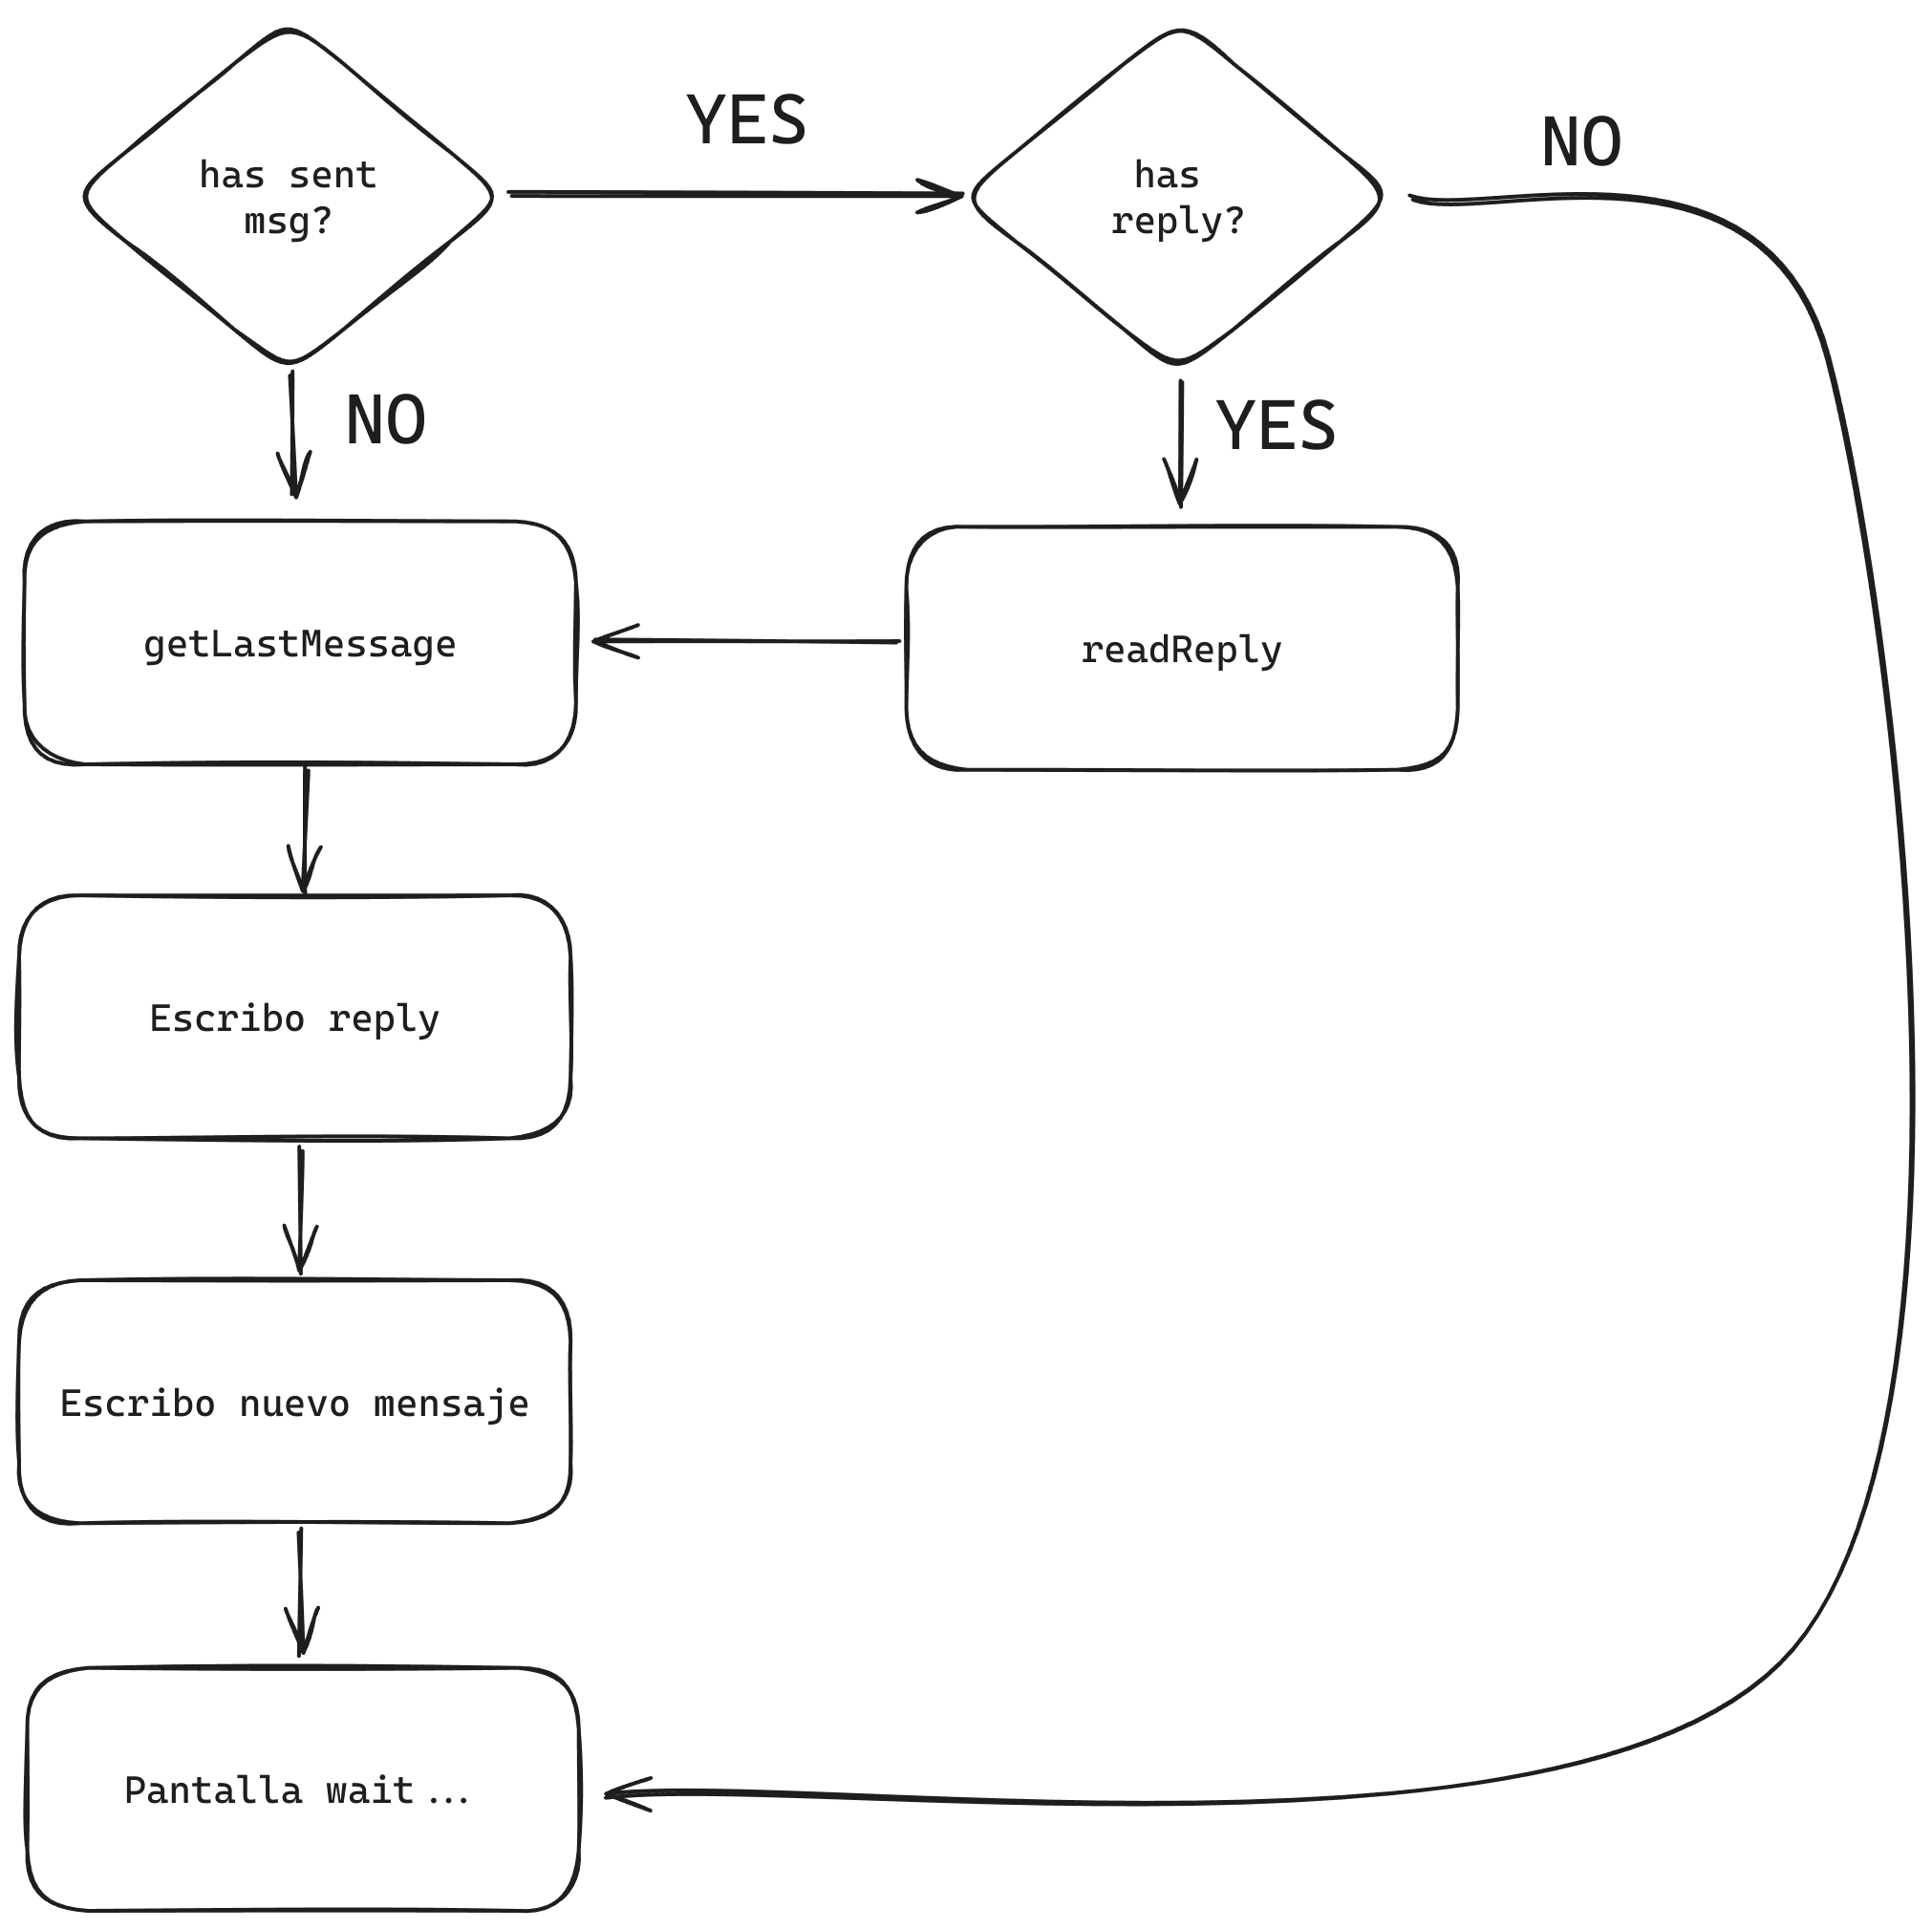 has sent
msg?
YES
has
reply?
NO
NO
YES
getLastMessage
readReply
Escribo reply
Escribo nuevo mensaje
Pantalla wait...